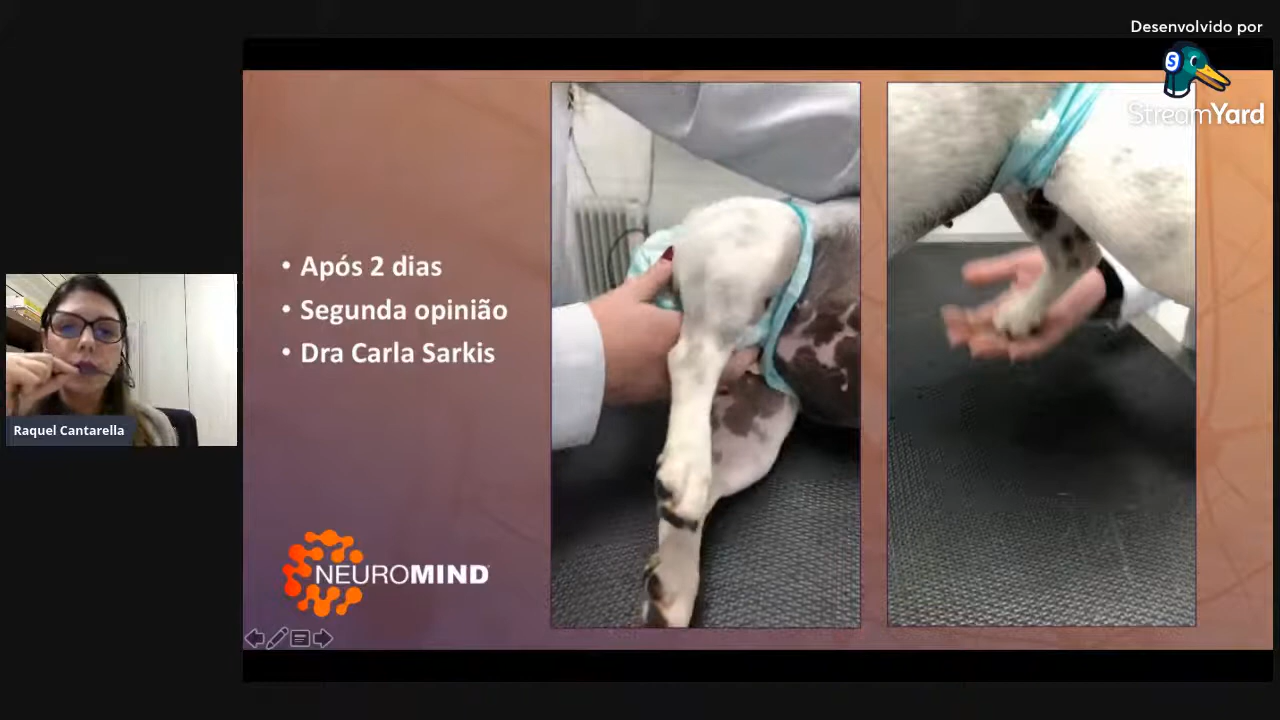 Desenvolvido por
StreamYard
• Após 2 dias
• Segunda opinião
• Dra Carla Sarkis
Raquel Cantarella
NEUROMIND